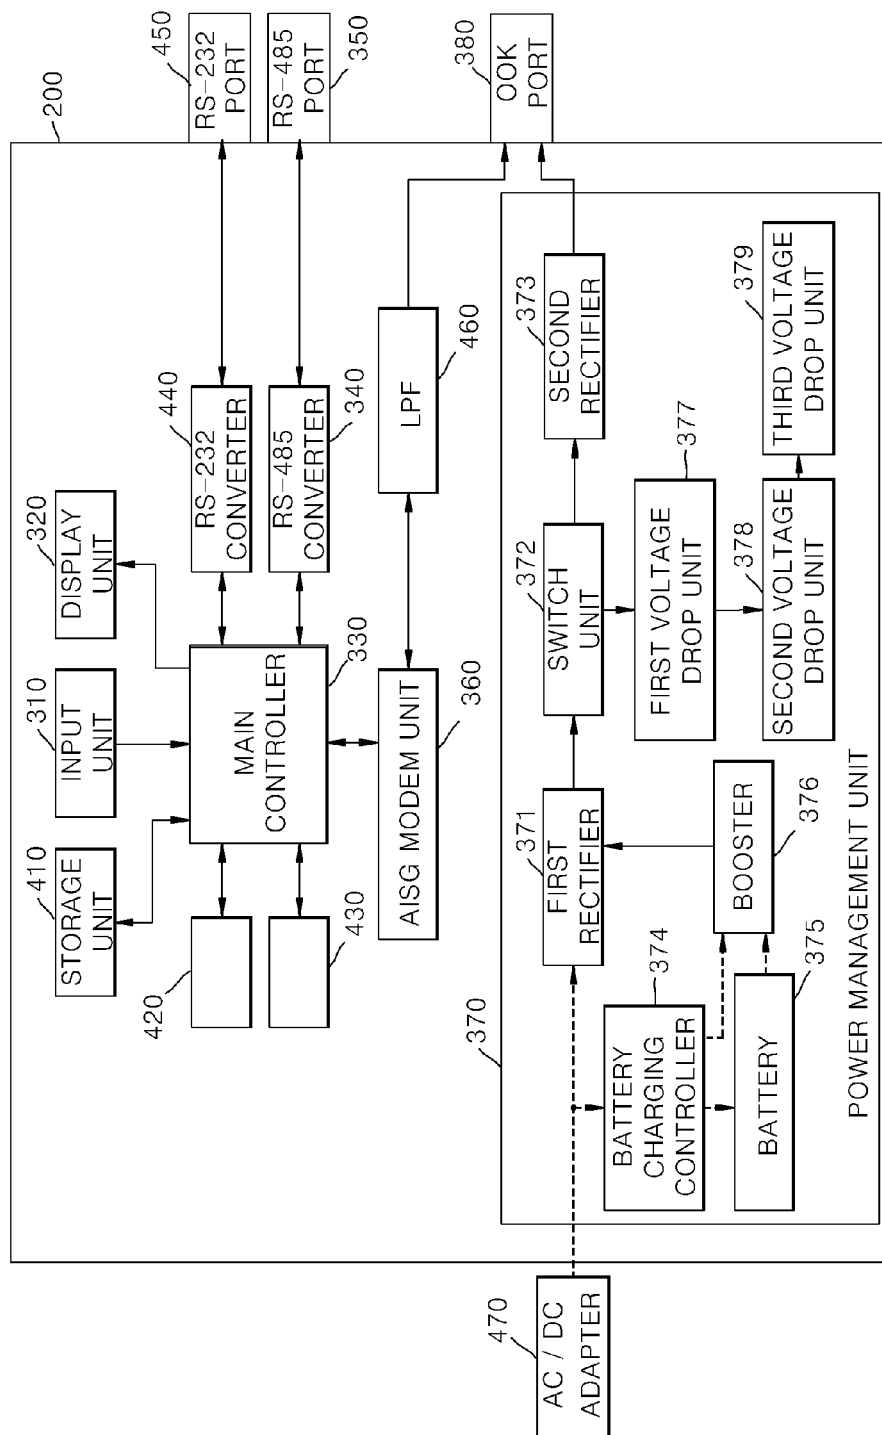 200
410
STORAGE
UNIT
310
INPUT
UNIT
320
DISPLAY
UNIT
420
430
MAIN
CONTROLLER
330
440
RS-232
CONVERTER
RS-485
CONVERTER
340
450
RS-232
PORT
RS-485
PORT
350
AISG MODEM UNIT
360
LPF
460
380
OOK
PORT
370
470
AC / DC
ADAPTER
FIRST
RECTIFIER
371
372
SWITCH
UNIT
373
SECOND
RECTIFIER
BATTERY
CHARGING
CONTROLLER
374
BATTERY
375
BOOSTER
376
377
FIRST VOLTAGE
DROP UNIT
378
SECOND VOLTAGE
DROP UNIT
379
THIRD VOLTAGE
DROP UNIT
POWER MANAGEMENT UNIT